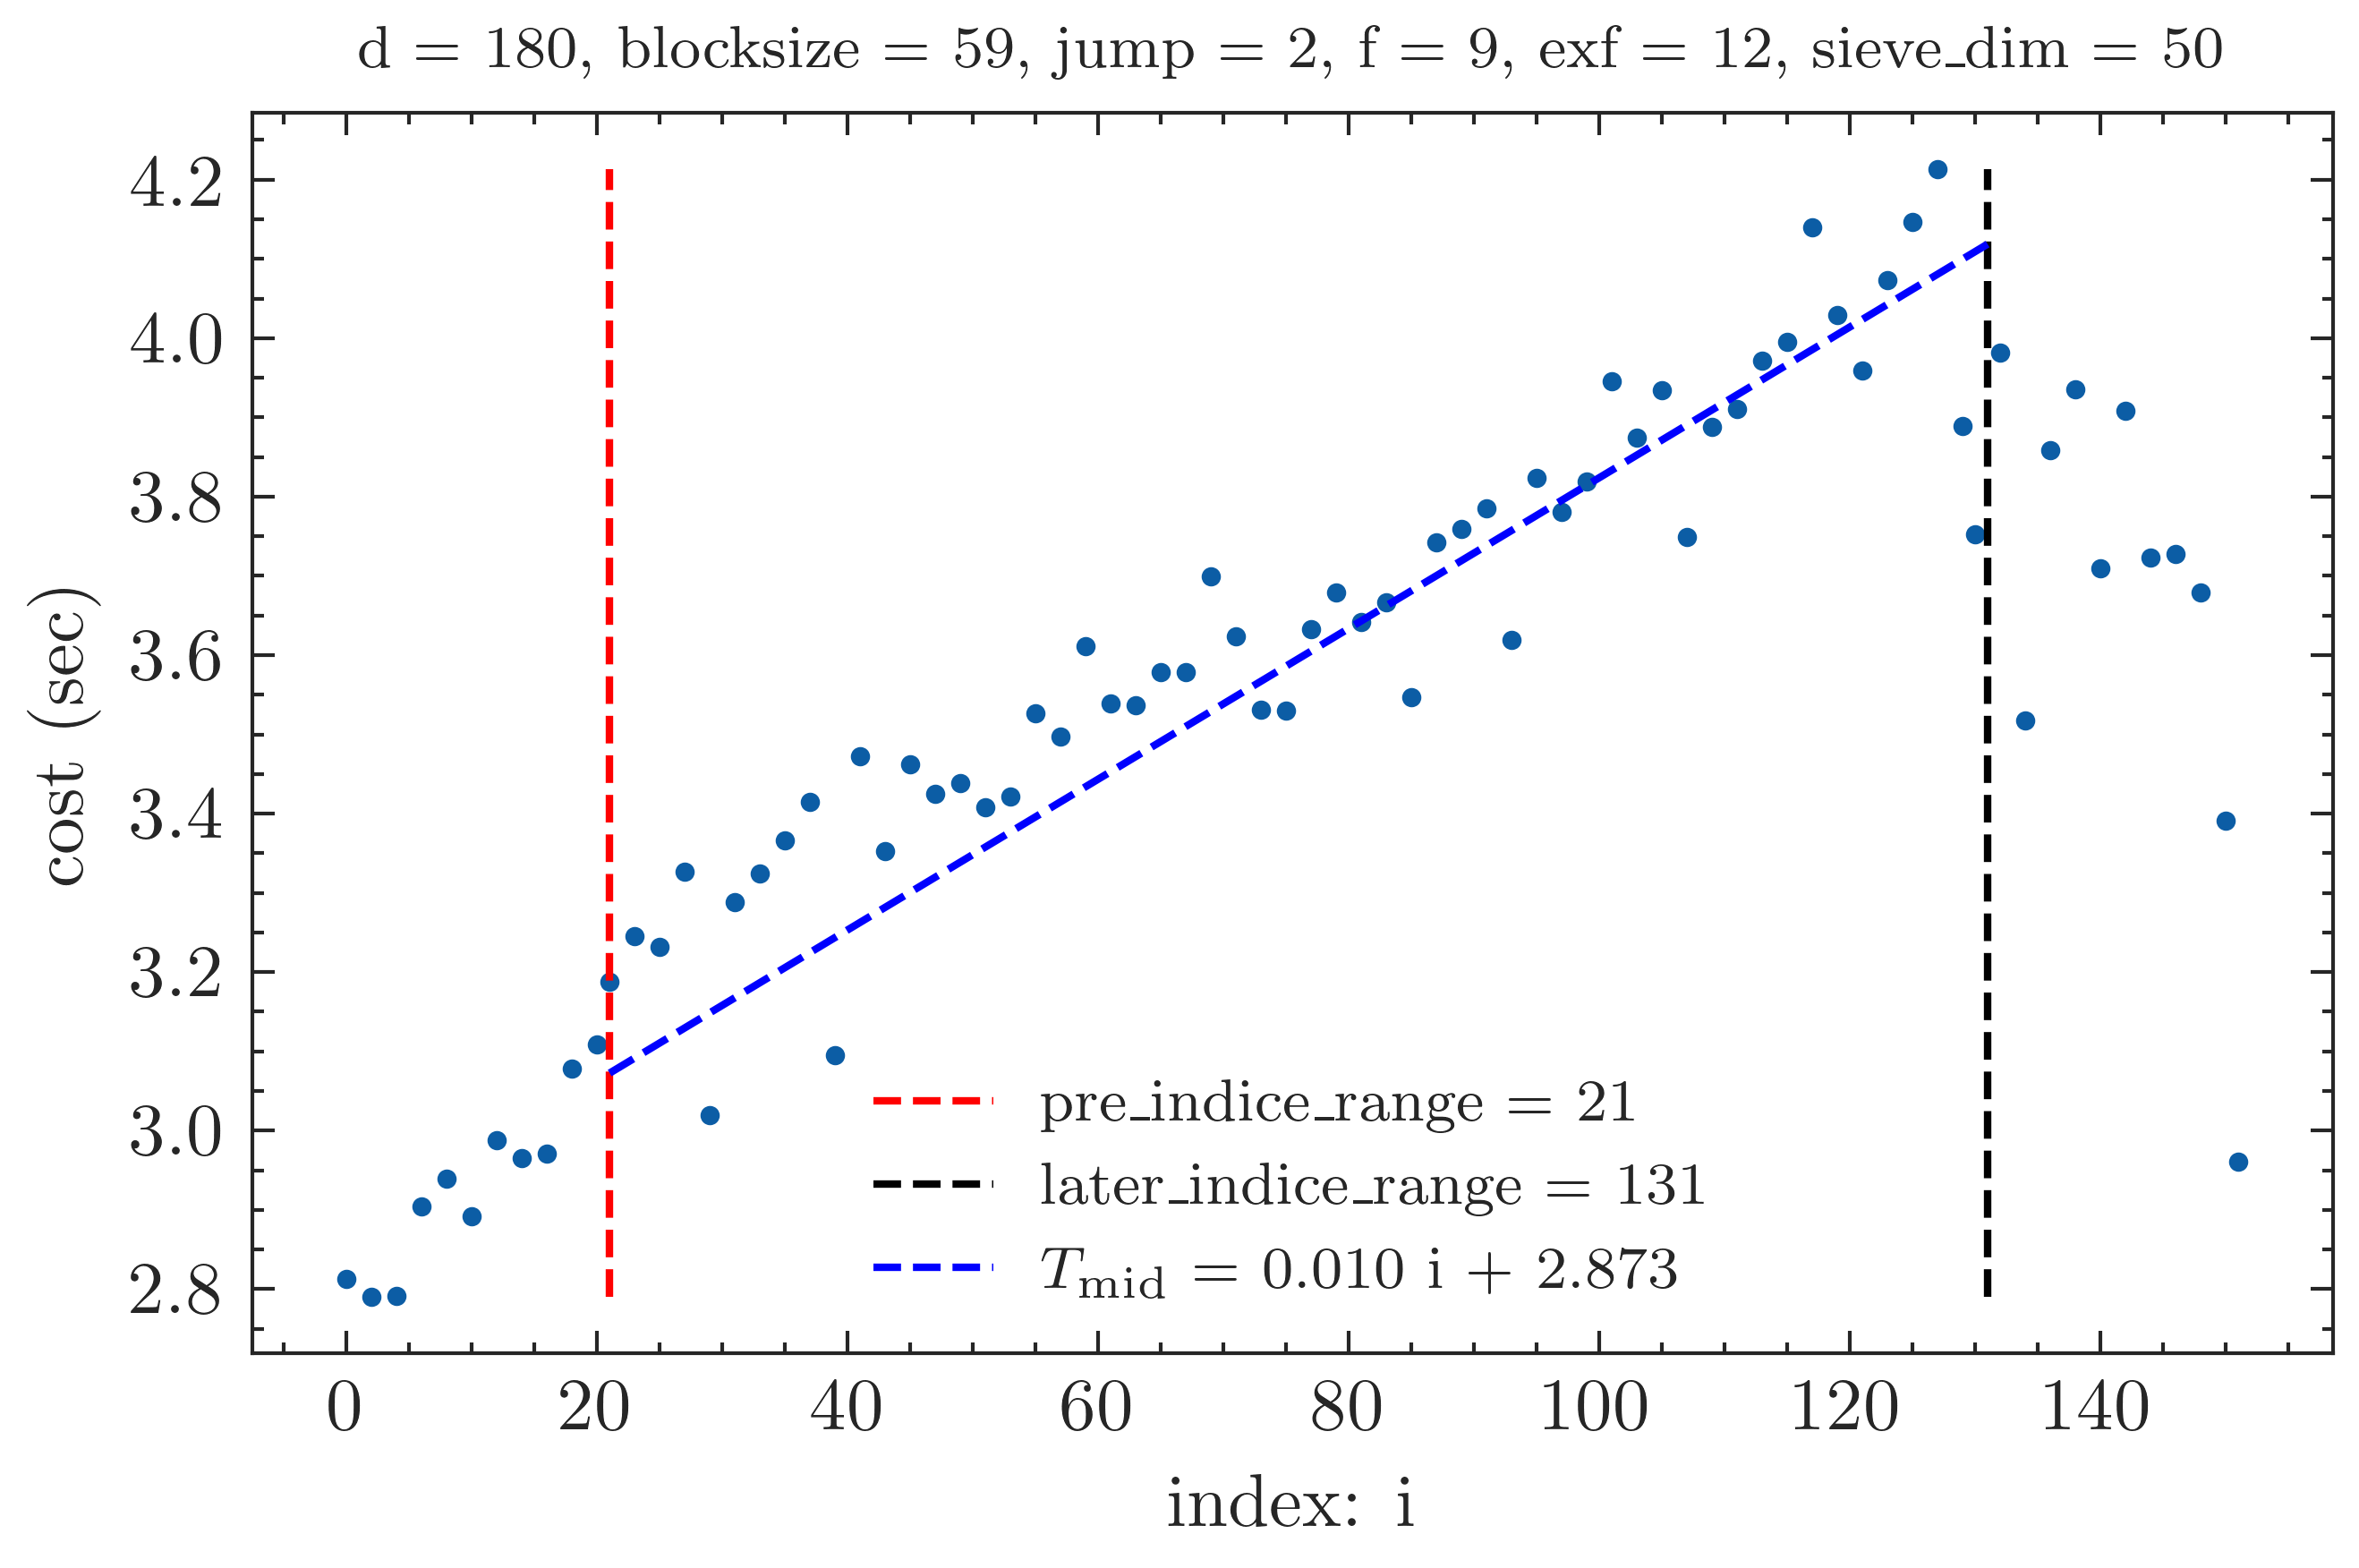 d = 180, blocksize = 59, jump = 2, f = 9, exf = 12, sieve_dim = 50
4.2
4.0
3.8
3.6
3.4
3.2
3.0
2.8
cost (sec)
pre_indice_range = 21
later_indice_range = 131
T_mid = 0.010 i + 2.873
0 20 40 60 80 100 120 140
index: i